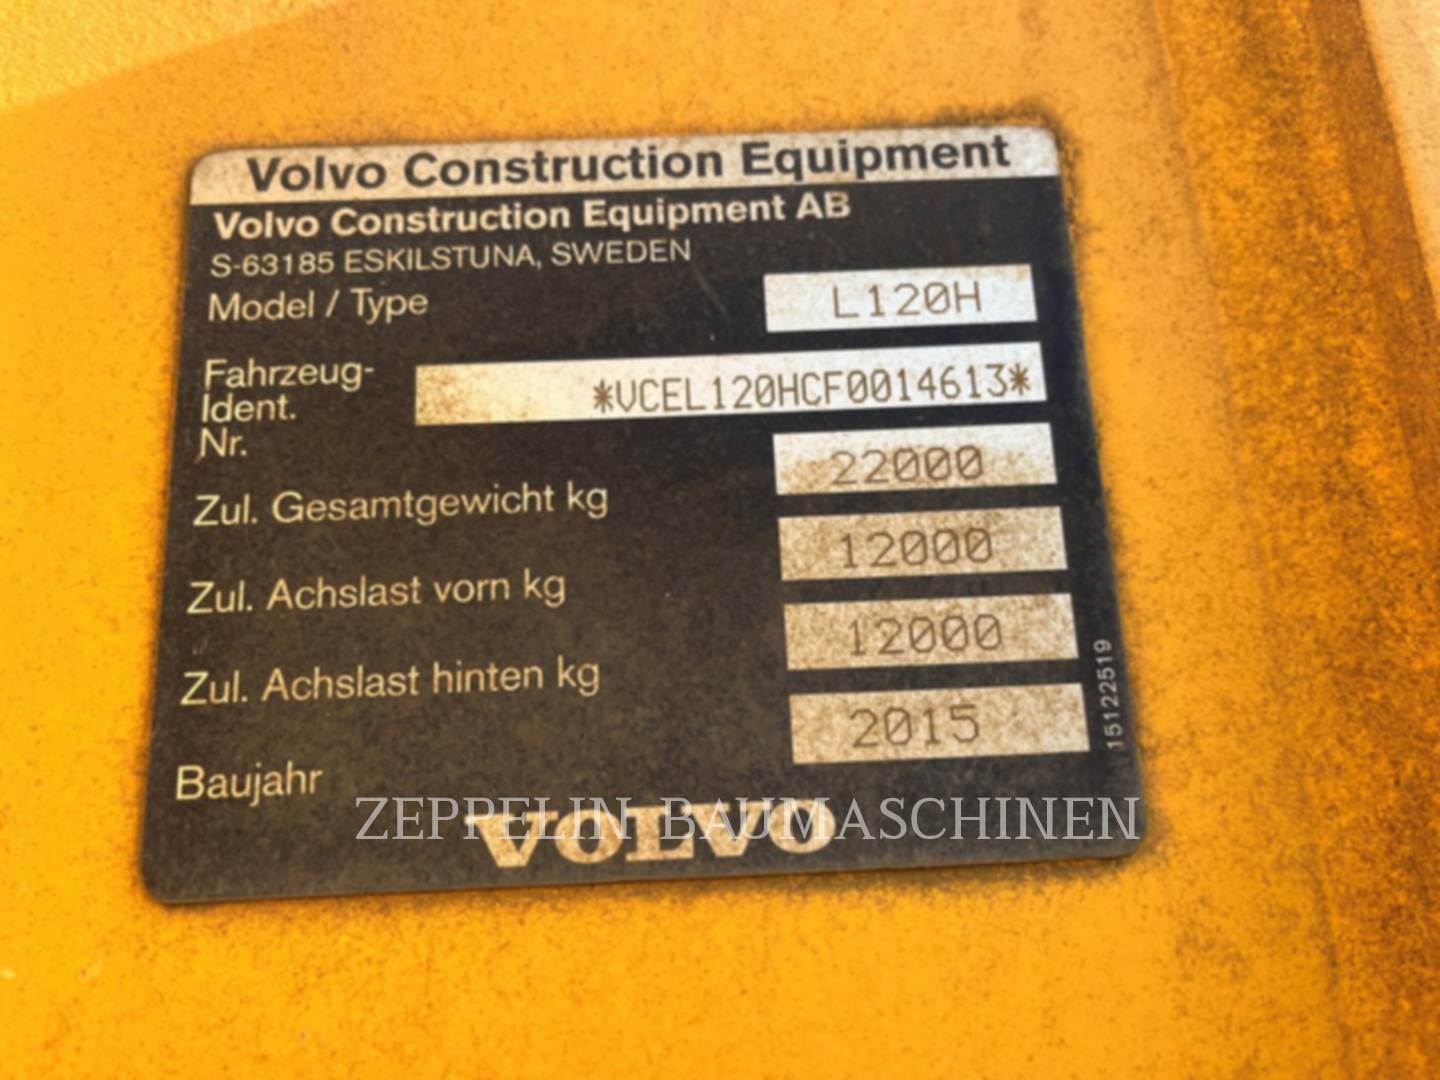 Volvo Construction Equipment
Volvo Construction Equipment AB
S-63185 ESKILSTUNA, SWEDEN
Model / Type L120H
Fahrzeug-
Ident. *VCEL120HCF0014613*
Nr.
Zul. Gesamtgewicht kg 22000
Zul. Achslast vorn kg 12000
Zul. Achslast hinten kg 12000
Baujahr 2015
15122519
ZEPPELIN BAUMASCHINEN
VOLVO